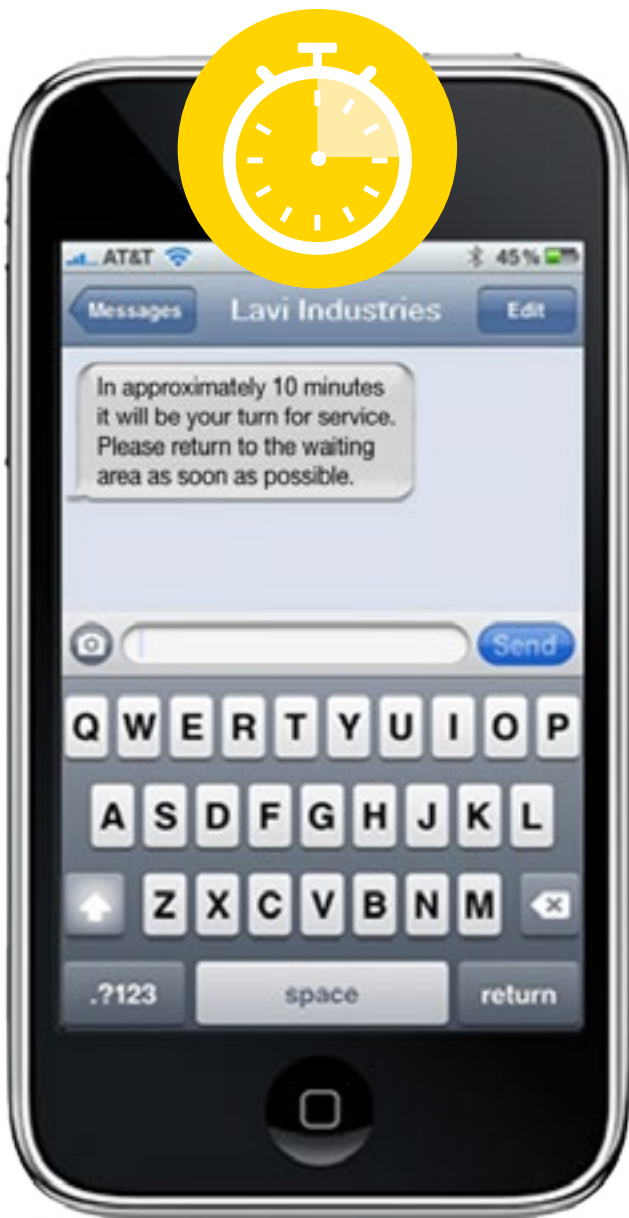 AT&T 45%
Messages Lavi Industries Edit
In approximately 10 minutes
it will be your turn for service.
Please return to the waiting
area as soon as possible.
Send
Q W E R T Y U I O P
A S D F G H J K L
Z X C V B N M
.?123 space return